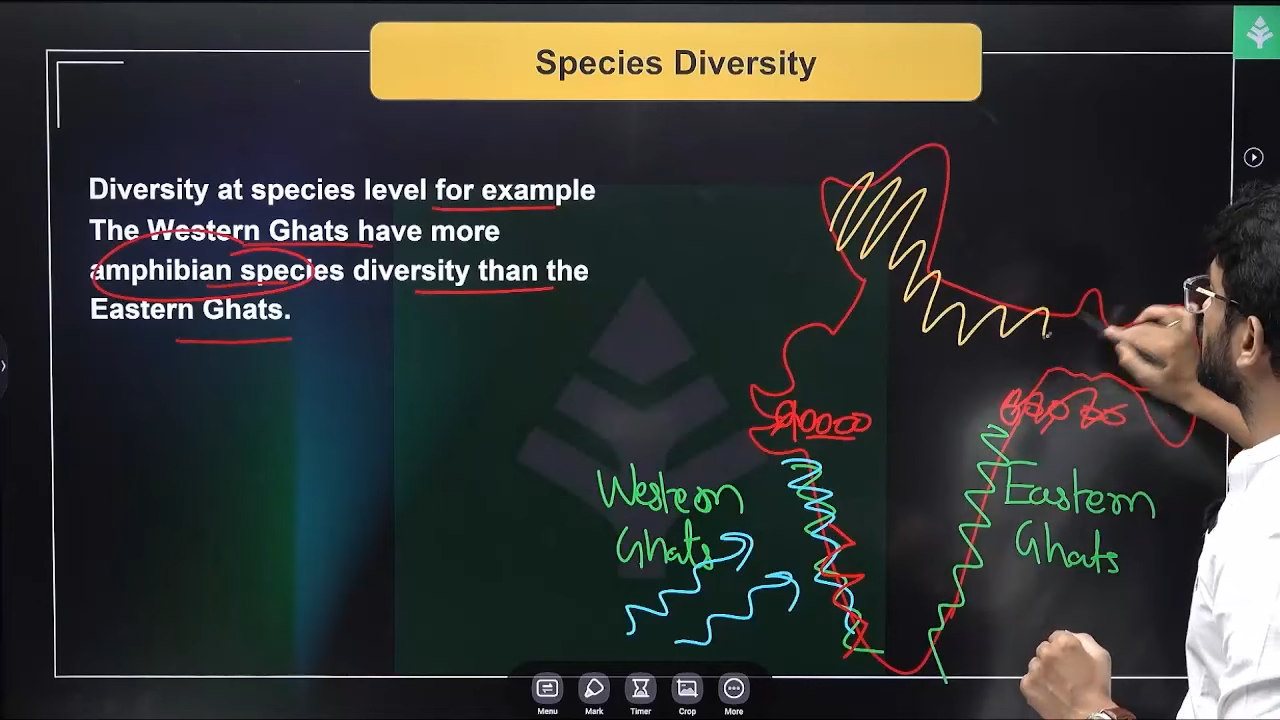 Species Diversity
Diversity at species level for example
The Western Ghats have more
amphibian species diversity than the
Eastern Ghats.
Western
Ghats
Eastern
Ghats
Menu
Mark
Timer
Crop
More